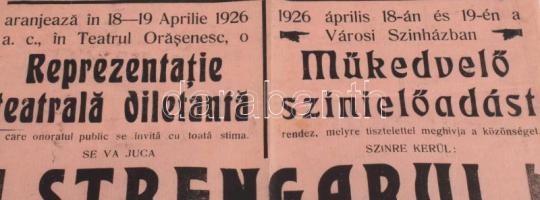 aranjează în 18—19 Aprilie 1926
a. c., în Teatrul Orășenesc, o
Reprezentație
teatrală diletantă
care onoratul public se invită cu toată stima.
SE VA JUCA
1926 április 18-án és 19-én a
Városi Szinházban
Műkedvelő
szinielőadást
rendez, melyre tisztelettel meghivja a közönséget.
SZINRE KERÜL:
STRENGARUL